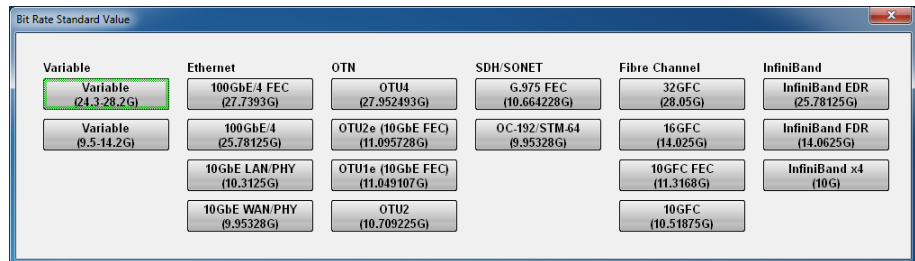 Bit Rate Standard Value
Variable
Variable
(24.3-28.2G)
Variable
(9.5-14.2G)
Ethernet
100GbE/4 FEC
(27.7393G)
100GbE/4
(25.78125G)
10GbE LAN/PHY
(10.3125G)
10GbE WAN/PHY
(9.95328G)
OTN
OTU4
(27.952493G)
OTU2e (10GbE FEC)
(11.095728G)
OTU1e (10GbE FEC)
(11.049107G)
OTU2
(10.709225G)
SDH/SONET
G.975 FEC
(10.664228G)
OC-192/STM-64
(9.95328G)
Fibre Channel
32GFC
(28.05G)
16GFC
(14.025G)
10GFC FEC
(11.3168G)
10GFC
(10.51875G)
InfiniBand
InfiniBand EDR
(25.78125G)
InfiniBand FDR
(14.0625G)
InfiniBand x4
(10G)